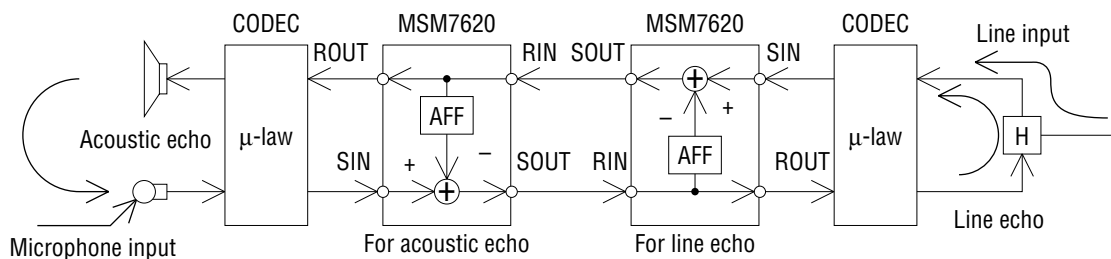 CODEC MSM7620 MSM7620 CODEC
Line input
ROUT RIN SOUT SIN
AFF
– +
Acoustic echo
μ-law
μ-law
H
SIN + – SOUT RIN AFF ROUT
+
+
Line echo
Microphone input
For acoustic echo
For line echo